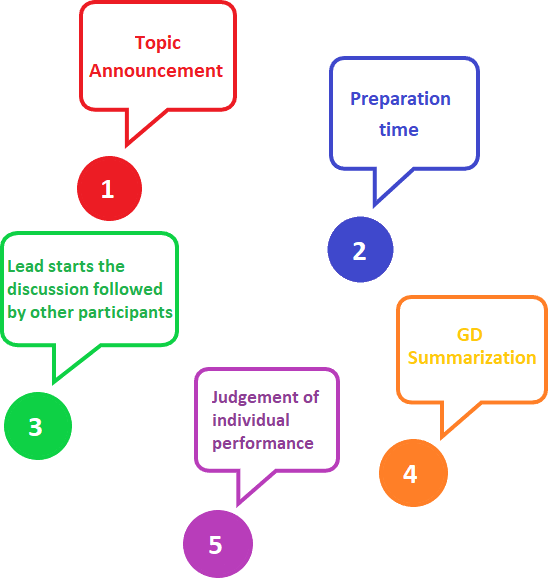 Topic
Announcement
1
Preparation
time
2
Lead starts the
discussion followed
by other participants
3
GD
Summarization
4
Judgement of
individual
performance
5